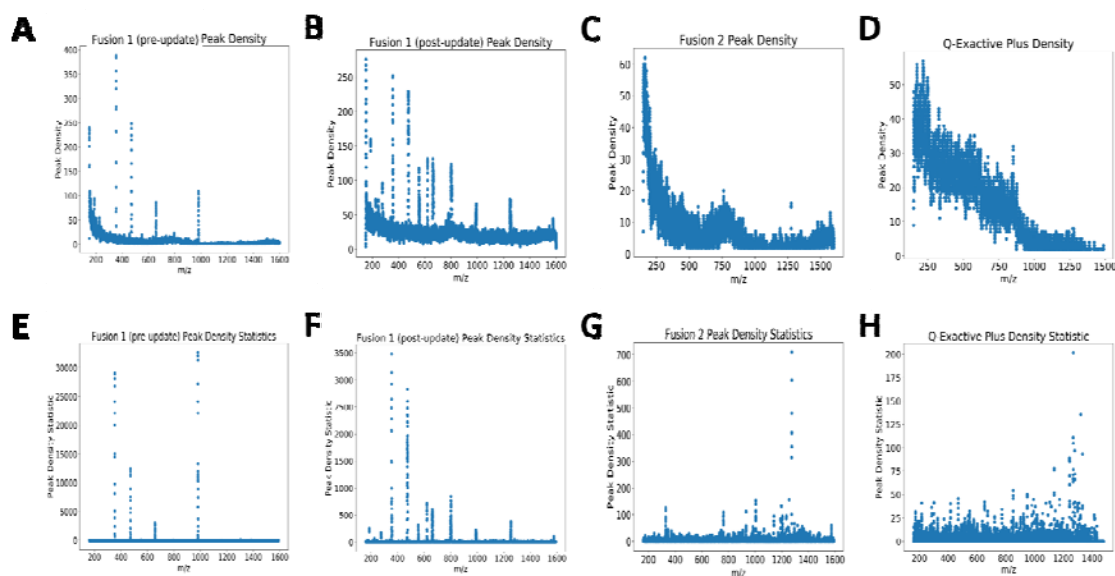 A
Fusion 1 (pre-update) Peak Density
Peak Density
400
350
300
250
200
150
100
50
0
200 400 600 800 1000 1200 1400 1600
m/z
B
Fusion 1 (post-update) Peak Density
Peak Density
250
200
150
100
50
0
200 400 600 800 1000 1200 1400 1600
m/z
C
Fusion 2 Peak Density
Peak Density
60
50
40
30
20
10
0
250 500 750 1000 1250 1500
m/z
D
Q-Exactive Plus Density
Peak Density
50
40
30
20
10
0
250 500 750 1000 1250 1500
m/z
E
Fusion 1 (pre update) Peak Density Statistics
Peak Density Statistic
30000
25000
20000
15000
10000
5000
0
200 400 600 800 1000 1200 1400 1600
m/z
F
Fusion 1 (post-update) Peak Density Statistics
Peak Density Statistic
3500
3000
2500
2000
1500
1000
500
0
200 400 600 800 1000 1200 1400 1600
m/z
G
Fusion 2 Peak Density Statistics
Peak Density Statistic
700
600
500
400
300
200
100
0
200 400 600 800 1000 1200 1400 1600
m/z
H
Q Exactive Plus Density Statistic
Peak Density Statistic
200
175
150
125
100
75
50
25
0
200 400 600 800 1000 1200 1400
m/z